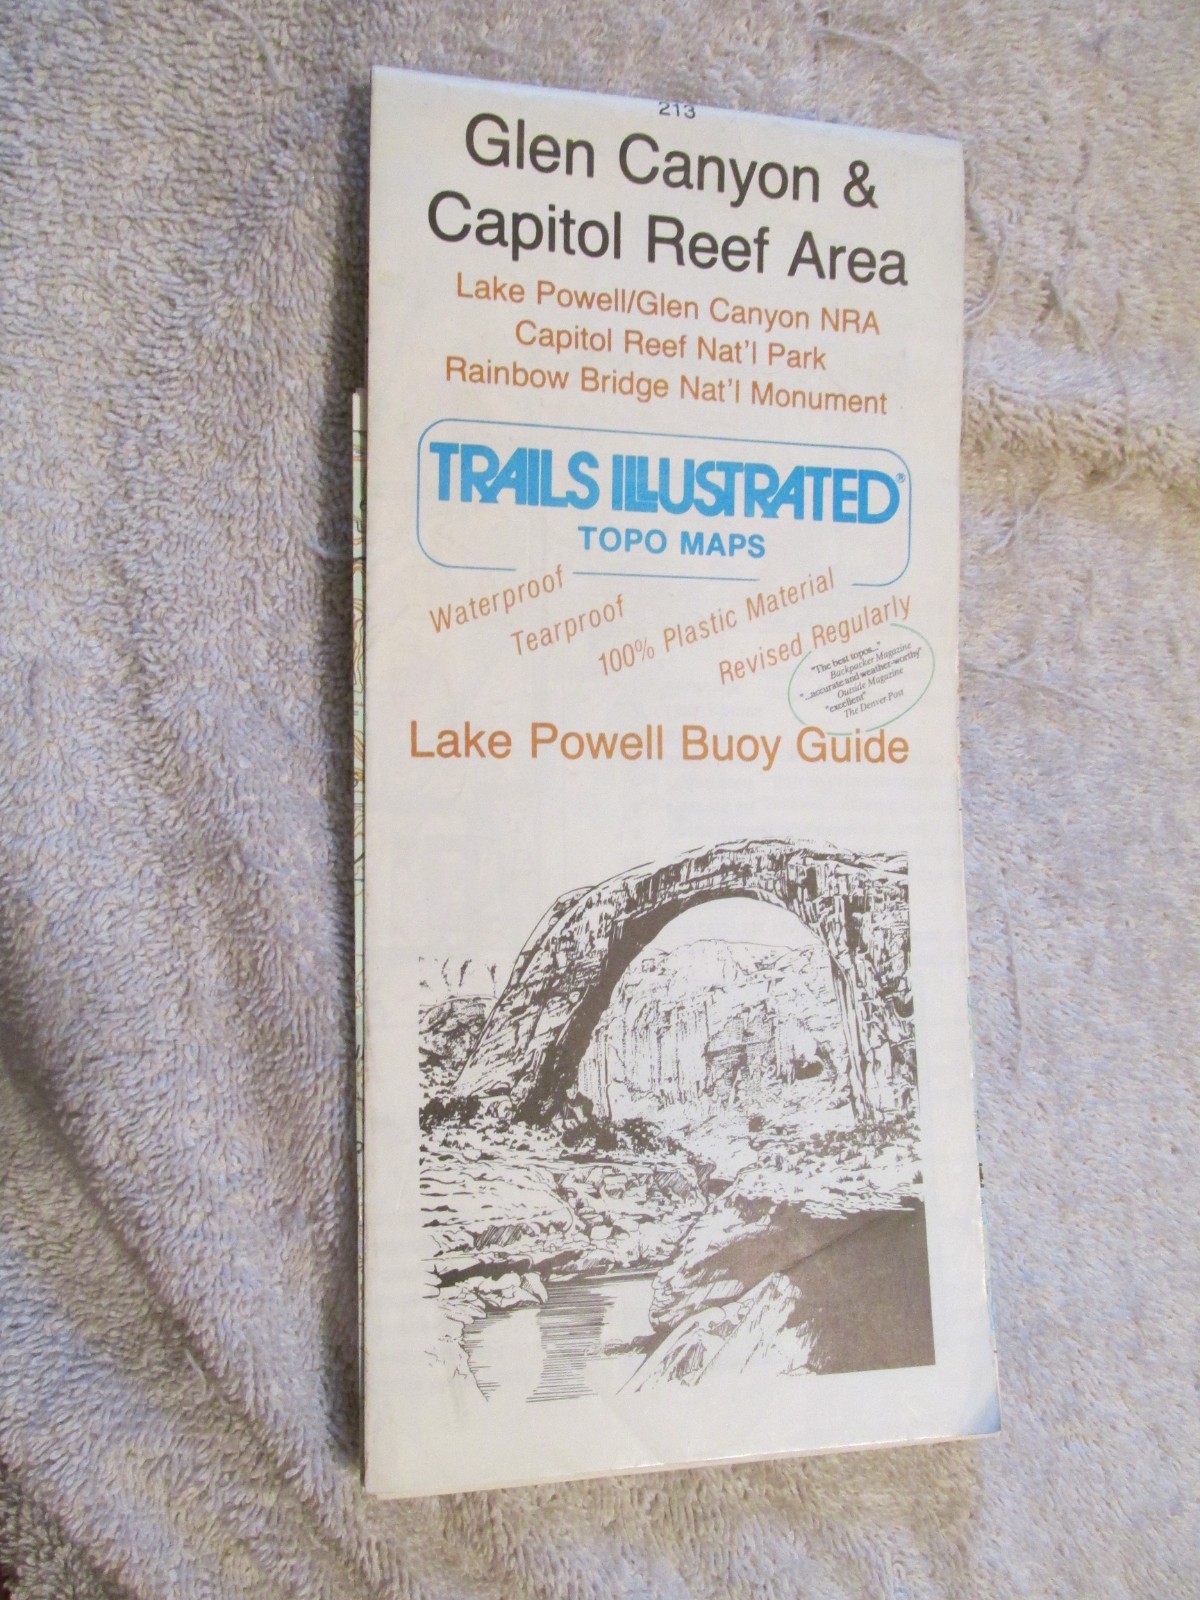 213
Glen Canyon &
Capitol Reef Area
Lake Powell/Glen Canyon NRA
Capitol Reef Nat'l Park
Rainbow Bridge Nat'l Monument
TRAILS ILLUSTRATED®
TOPO MAPS
Waterproof
Tearproof
100% Plastic Material
Revised Regularly
"The best topos..."
Backpacker Magazine
"...accurate and weather-worthy"
Outside Magazine
"excellent"
The Denver Post
Lake Powell Buoy Guide